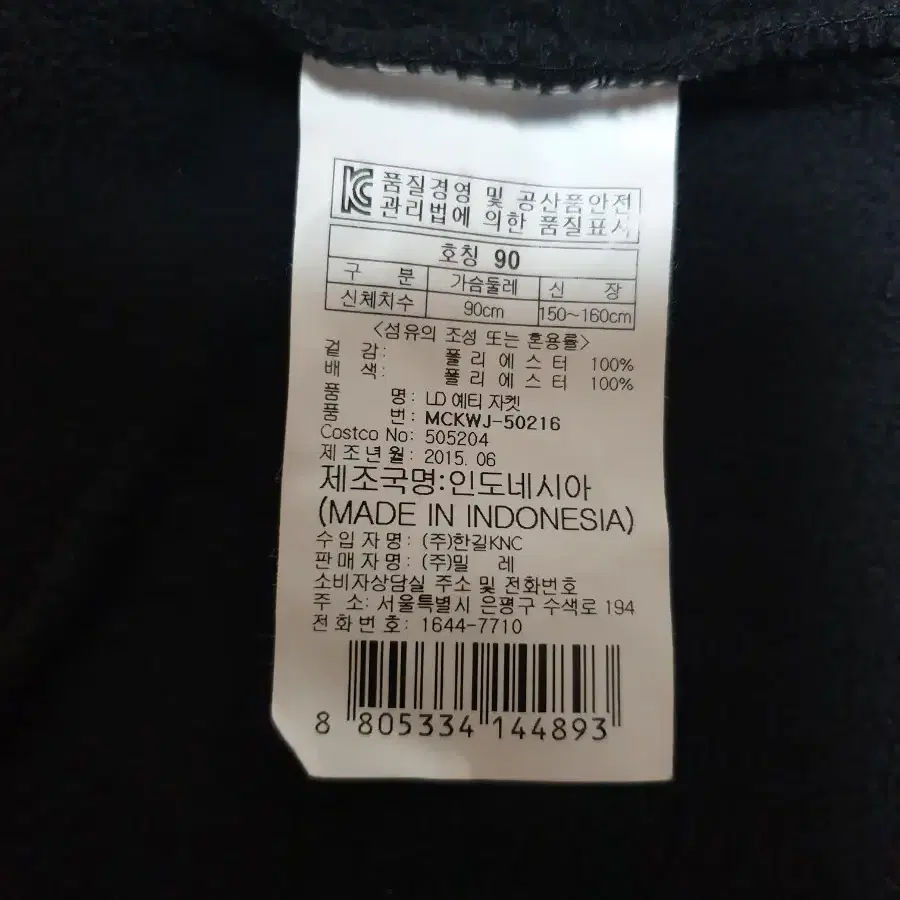 KC 품질경영 및 공산품안전
관리법에 의한 품질표시
호칭 90
구 분 가슴둘레 신 장
신체치수 90cm 150~160cm
<섬유의 조성 또는 혼용률>
겉 감: 폴 리 에 스 터 100%
배 색: 폴 리 에 스 터 100%
품 명: LD 예티 자켓
품 번: MCKWJ-50216
Costco No: 505204
제 조 년 월: 2015. 06
제조국명:인도네시아
(MADE IN INDONESIA)
수 입 자 명: (주)한길KNC
판 매 자 명: (주)밀 레
소비자상담실 주소 및 전화번호
주 소: 서울특별시 은평구 수색로 194
전 화 번 호: 1644-7710
8 805334 144893